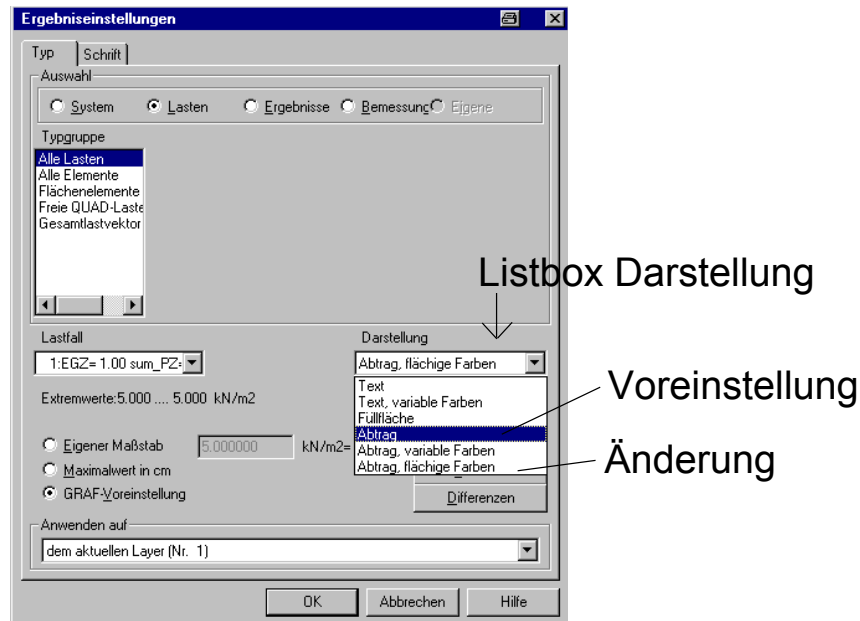 Ergebniseinstellungen
Typ Schrift
Auswahl
System Lasten Ergebnisse Bemessung Eigene
Typgruppe
Alle Lasten
Alle Elemente
Flächenelemente
Freie QUAD-Laste
Gesamtlastvektor
Listbox Darstellung
Lastfall Darstellung
1:EGZ= 1.00 sum_PZ= Abtrag, flächige Farben
Extremwerte:5.000 .... 5.000 kN/m2
Text
Text, variable Farben
Füllfläche
Abtrag
Abtrag, variable Farben
Abtrag, flächige Farben
Voreinstellung
Änderung
Eigener Maßstab 5.000000 kN/m2=
Maximalwert in cm
GRAF-Voreinstellung
Differenzen
Anwenden auf
dem aktuellen Layer (Nr. 1)
OK Abbrechen Hilfe